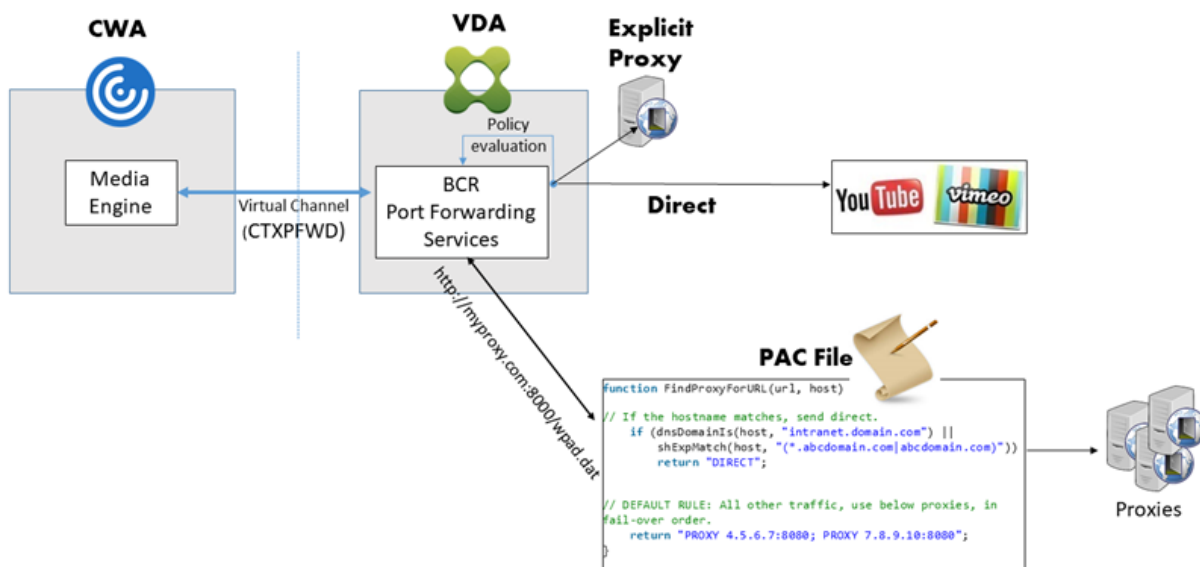 CWA
VDA
Explicit
Proxy
Policy
evaluation
Media
Engine
Virtual Channel
(CTXPFWD)
BCR
Port Forwarding
Services
Direct
YouTube
vimeo
http://myproxy.com:8000/wpad.dat
PAC File
function FindProxyForURL(url, host)
// If the hostname matches, send direct.
if (dnsDomainIs(host, "intranet.domain.com") ||
shExpMatch(host, "(*.abcdomain.com|abcdomain.com)"))
return "DIRECT";
// DEFAULT RULE: All other traffic, use below proxies, in
fail-over order.
return "PROXY 4.5.6.7:8080; PROXY 7.8.9.10:8080";
}
Proxies